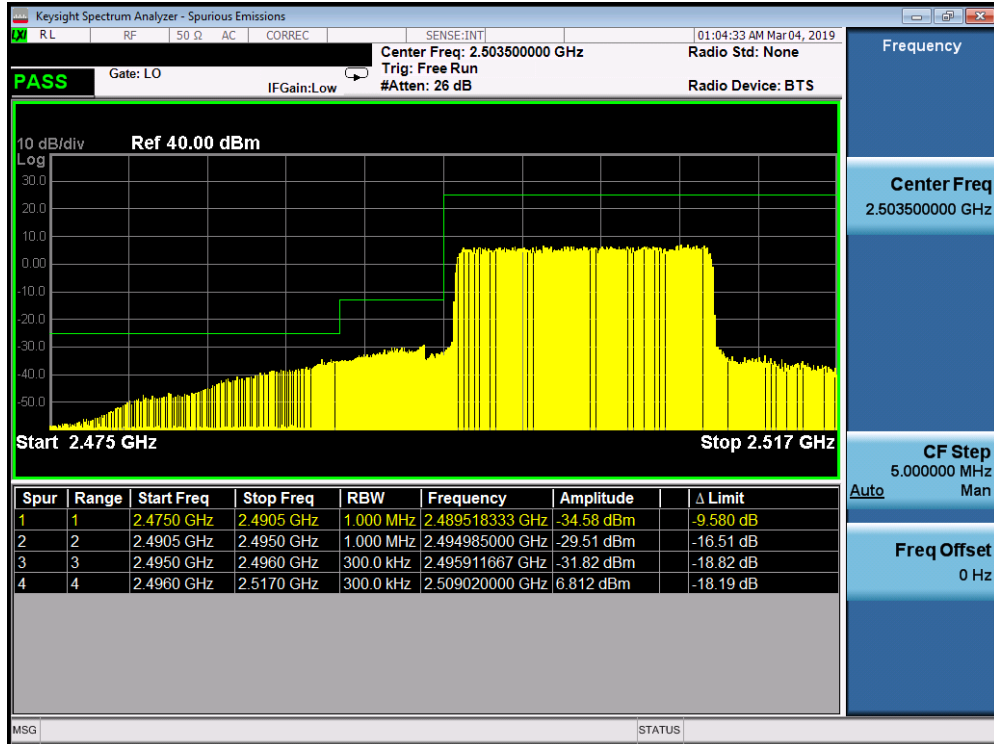 Keysight Spectrum Analyzer - Spurious Emissions
LXI RL RF 50 Ω AC CORREC SENSE:INT 01:04:33 AM Mar 04, 2019
Frequency
Center Freq: 2.503500000 GHz Radio Std: None
PASS Gate: LO Trig: Free Run
IFGain:Low #Atten: 26 dB Radio Device: BTS
10 dB/div Ref 40.00 dBm
Log
30.0
20.0
10.0
0.00
-10.0
-20.0
-30.0
-40.0
-50.0
Start 2.475 GHz Stop 2.517 GHz
Center Freq
2.503500000 GHz
CF Step
5.000000 MHz
Auto Man
Freq Offset
0 Hz
Spur Range Start Freq Stop Freq RBW Frequency Amplitude Δ Limit
1 1 2.4750 GHz 2.4905 GHz 1.000 MHz 2.489518333 GHz -34.58 dBm -9.580 dB
2 2 2.4905 GHz 2.4950 GHz 1.000 MHz 2.494985000 GHz -29.51 dBm -16.51 dB
3 3 2.4950 GHz 2.4960 GHz 300.0 kHz 2.495911667 GHz -31.82 dBm -18.82 dB
4 4 2.4960 GHz 2.5170 GHz 300.0 kHz 2.509020000 GHz 6.812 dBm -18.19 dB
MSG STATUS